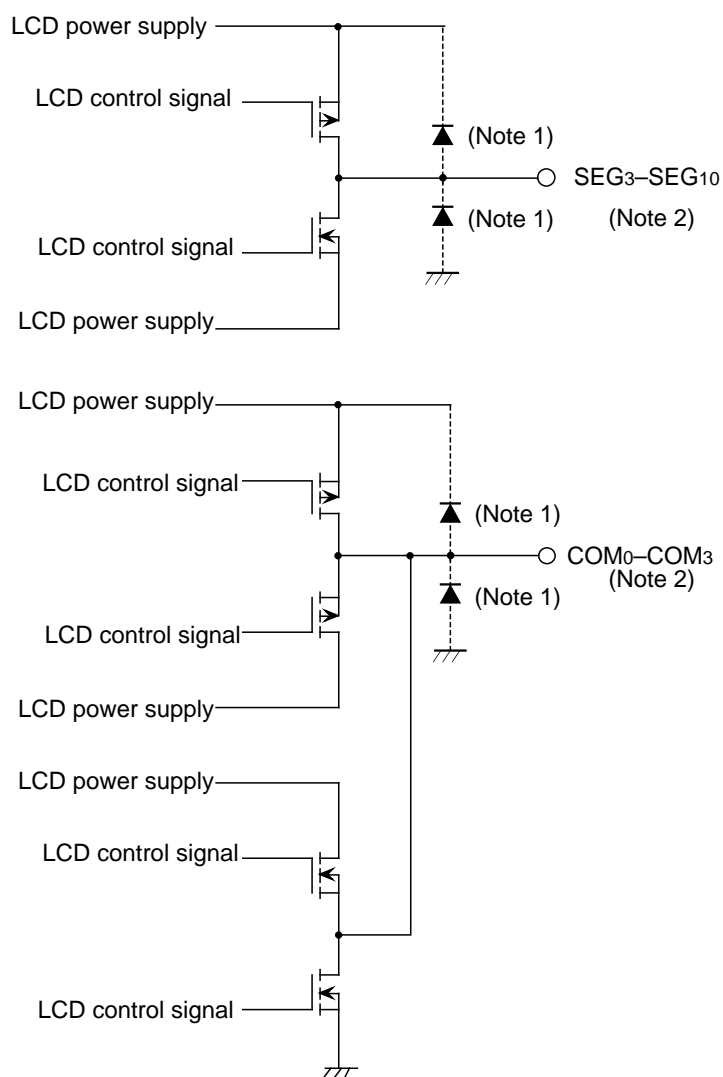 LCD power supply
LCD control signal
(Note 1)
SEG3–SEG10
(Note 1)
(Note 2)
LCD control signal
LCD power supply
LCD power supply
LCD control signal
(Note 1)
COM0–COM3
(Note 2)
(Note 1)
LCD control signal
LCD power supply
LCD power supply
LCD control signal
LCD control signal